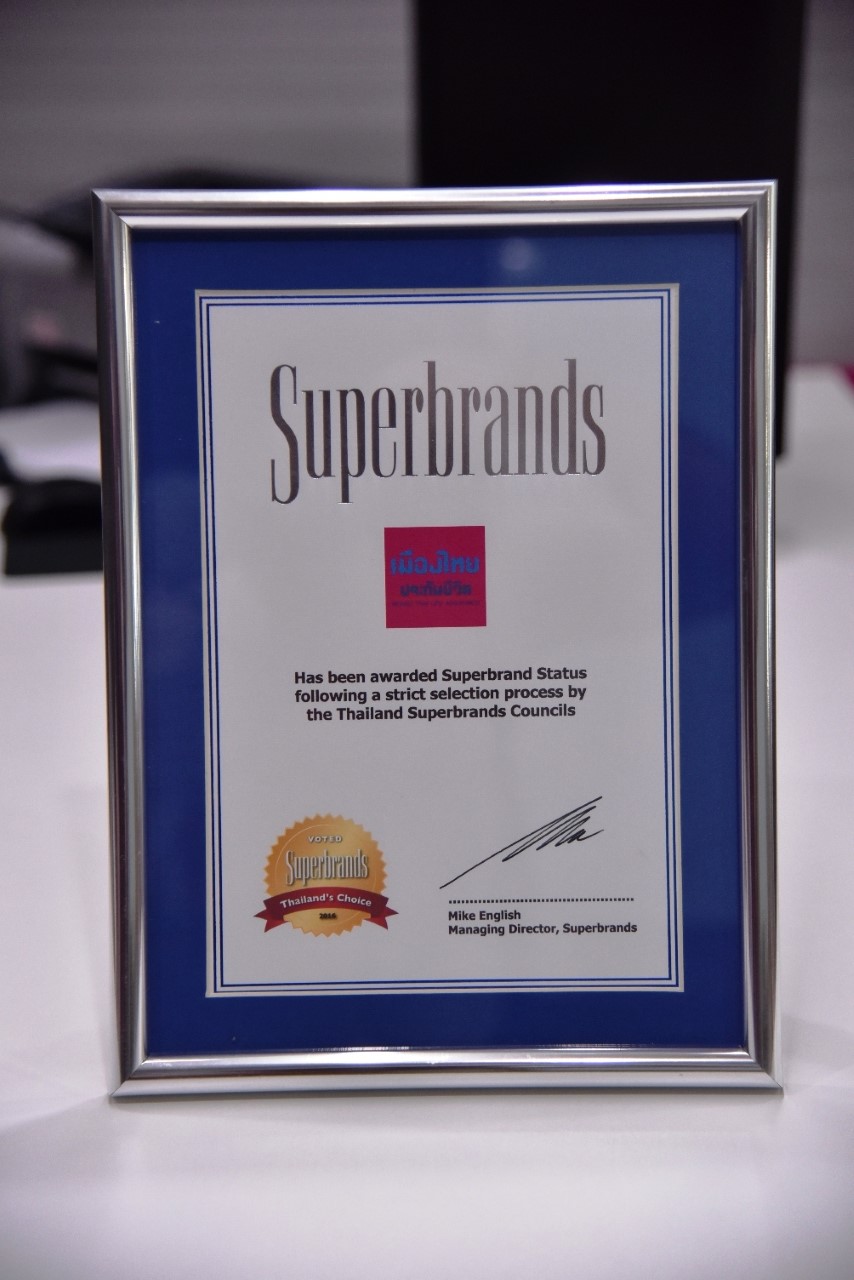 Superbrands
เมืองไทย
ประกันชีวิต
Has been awarded Superbrand Status
following a strict selection process by
the Thailand Superbrands Councils
VOTED
Superbrands
Thailand's Choice
2016
Mike English
Managing Director, Superbrands